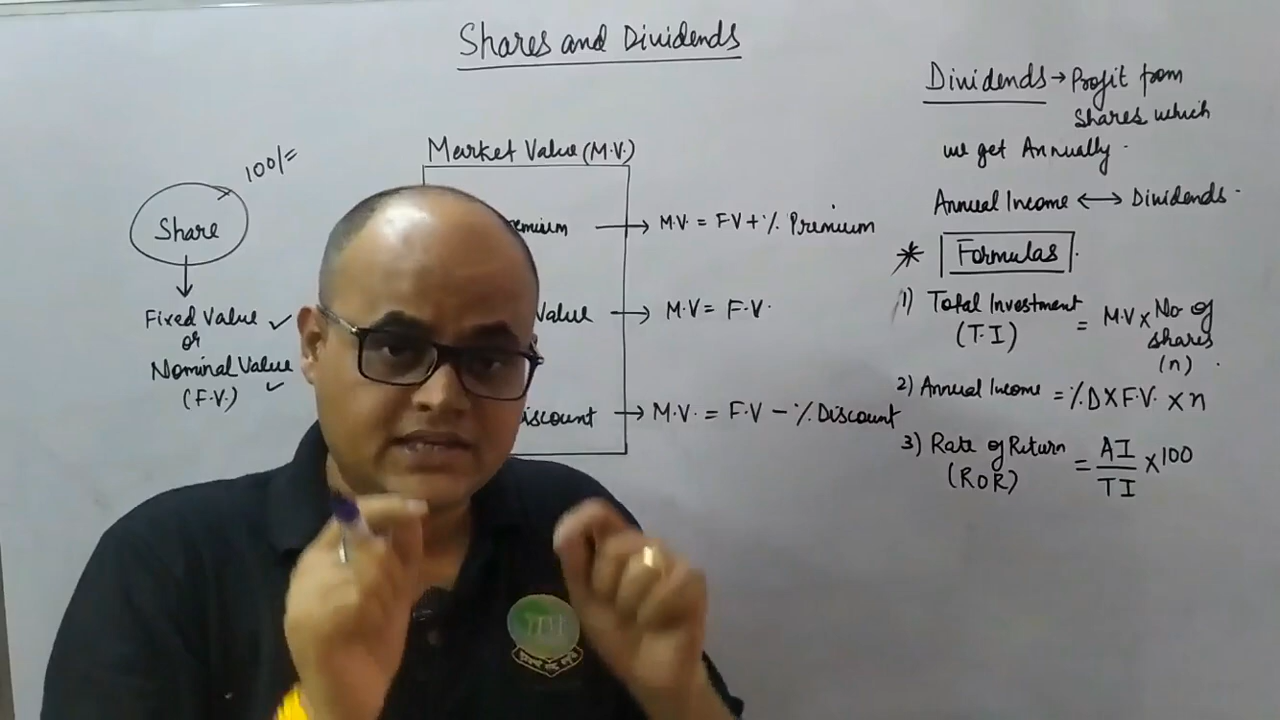 Shares and Dividends
100/=
Share
Fixed Value
or
Nominal Value
(F.V.)
Market Value (M.V.)
M.V. = FV + % Premium
Value
M.V = F.V.
M.V. = F.V - % Discount
Dividends → Profit from
shares which
we get Annually.
Annual Income ↔ Dividends.
* Formulas.
1) Total Investment = M.V × No of
(T.I) shares
(n).
2) Annual Income = % D × F.V. × n
3) Rate of Return = AI/TI × 100
(ROR)